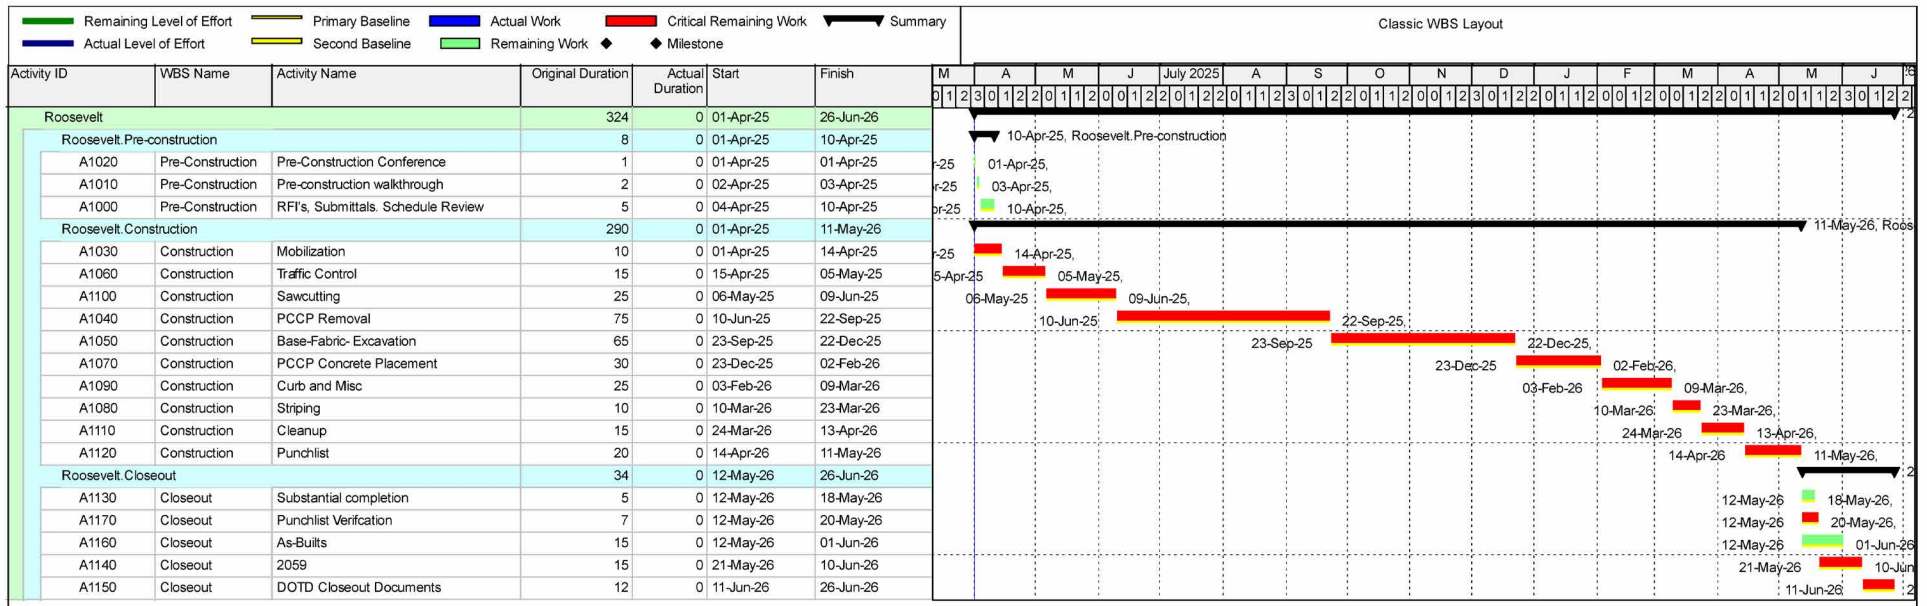 Remaining Level of Effort Primary Baseline Actual Work Critical Remaining Work Summary
Actual Level of Effort Second Baseline Remaining Work Milestone
Classic WBS Layout
Activity ID WBS Name Activity Name Original Duration Actual Duration Start Finish
M A M J July 2025 A S O N D J F M A M J
Roosevelt 324 0 01-Apr-25 26-Jun-26
Roosevelt.Pre-construction 8 0 01-Apr-25 10-Apr-25 10-Apr-25, Roosevelt.Pre-construction
A1020 Pre-Construction Pre-Construction Conference 1 0 01-Apr-25 01-Apr-25 r-25 01-Apr-25,
A1010 Pre-Construction Pre-construction walkthrough 2 0 02-Apr-25 03-Apr-25 r-25 03-Apr-25,
A1000 Pre-Construction RFI's, Submittals. Schedule Review 5 0 04-Apr-25 10-Apr-25 or-25 10-Apr-25,
Roosevelt.Construction 290 0 01-Apr-25 11-May-26 11-May-26, Roos
A1030 Construction Mobilization 10 0 01-Apr-25 14-Apr-25 r-25 14-Apr-25,
A1060 Construction Traffic Control 15 0 15-Apr-25 05-May-25 5-Apr-25 05-May-25,
A1100 Construction Sawcutting 25 0 06-May-25 09-Jun-25 06-May-25 09-Jun-25,
A1040 Construction PCCP Removal 75 0 10-Jun-25 22-Sep-25 10-Jun-25 22-Sep-25,
A1050 Construction Base-Fabric- Excavation 65 0 23-Sep-25 22-Dec-25 23-Sep-25 22-Dec-25,
A1070 Construction PCCP Concrete Placement 30 0 23-Dec-25 02-Feb-26 23-Dec-25 02-Feb-26,
A1090 Construction Curb and Misc 25 0 03-Feb-26 09-Mar-26 03-Feb-26 09-Mar-26,
A1080 Construction Striping 10 0 10-Mar-26 23-Mar-26 10-Mar-26 23-Mar-26,
A1110 Construction Cleanup 15 0 24-Mar-26 13-Apr-26 24-Mar-26 13-Apr-26,
A1120 Construction Punchlist 20 0 14-Apr-26 11-May-26 14-Apr-26 11-May-26,
Roosevelt.Closeout 34 0 12-May-26 26-Jun-26 2
A1130 Closeout Substantial completion 5 0 12-May-26 18-May-26 12-May-26 18-May-26,
A1170 Closeout Punchlist Verifcation 7 0 12-May-26 20-May-26 12-May-26 20-May-26,
A1160 Closeout As-Builts 15 0 12-May-26 01-Jun-26 12-May-26 01-Jun-26
A1140 Closeout 2059 15 0 21-May-26 10-Jun-26 21-May-26 10-Jun
A1150 Closeout DOTD Closeout Documents 12 0 11-Jun-26 26-Jun-26 11-Jun-26 2